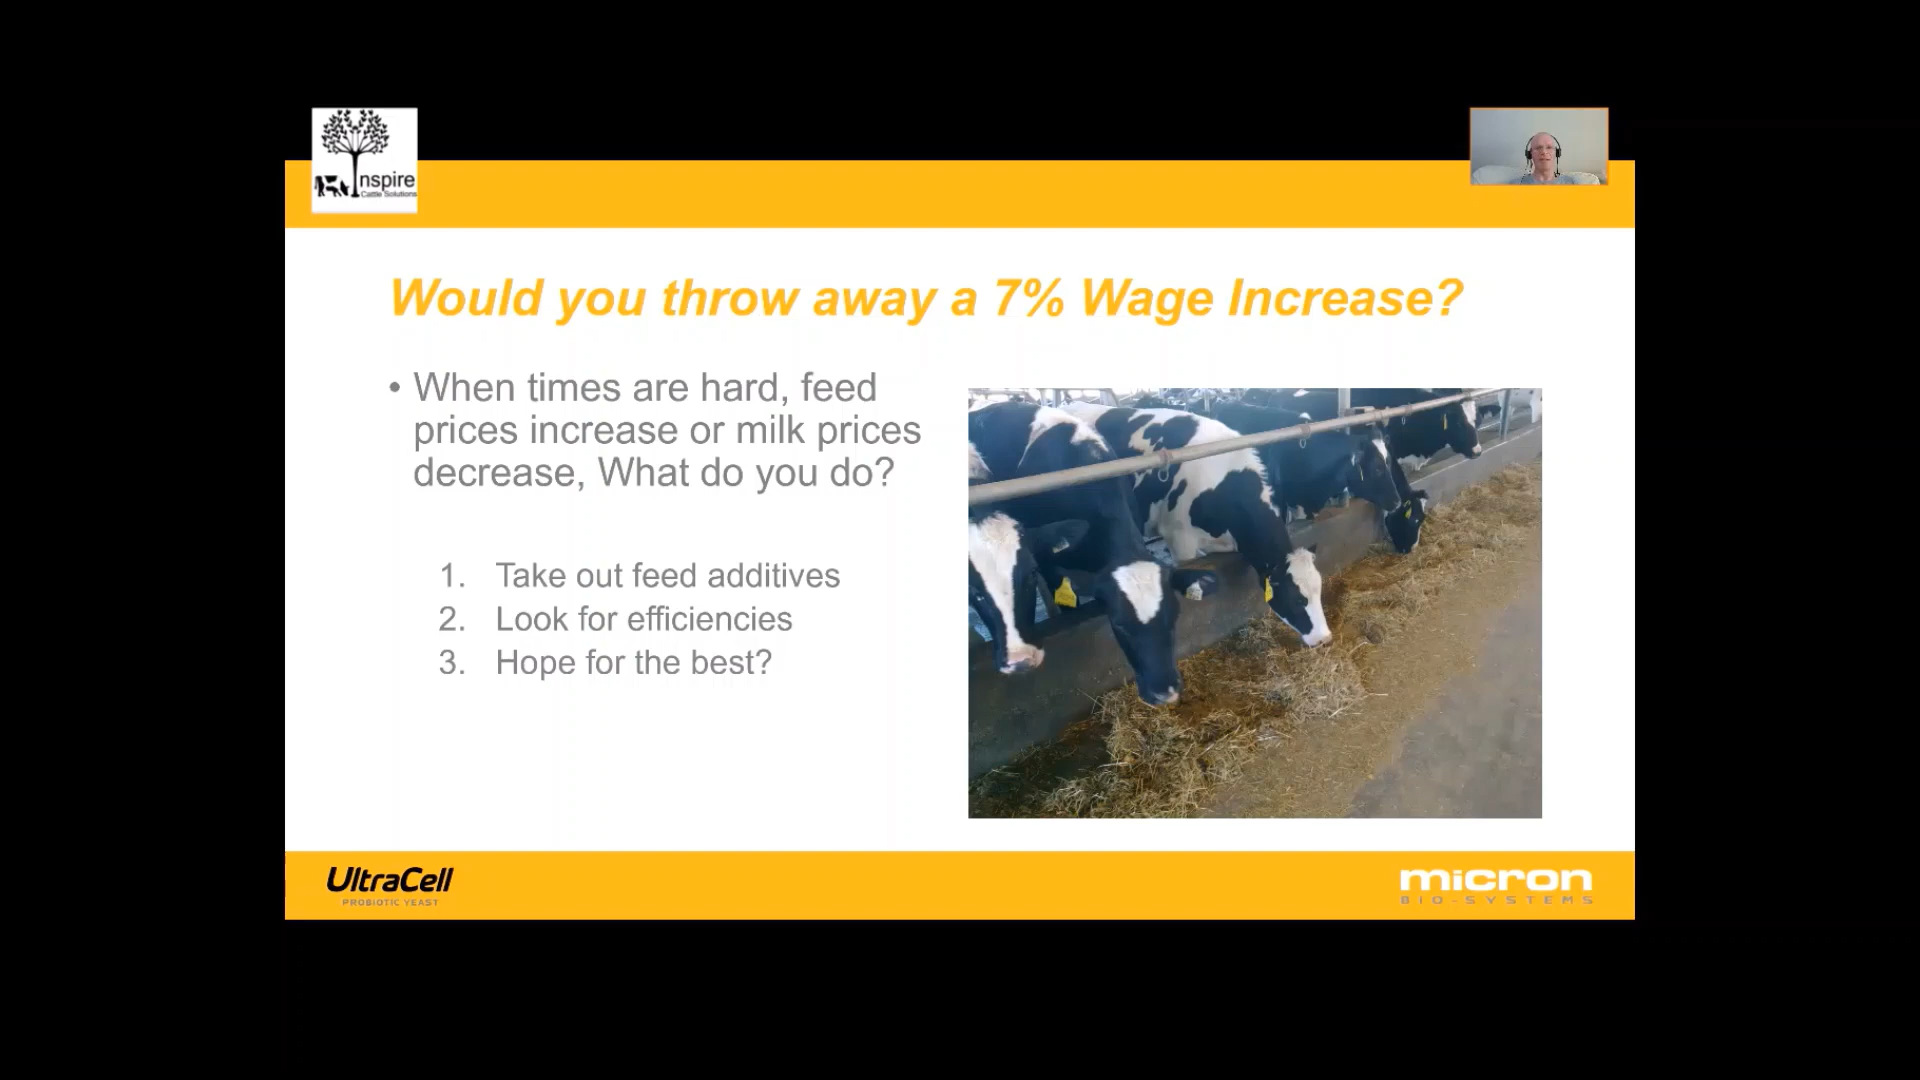 nspire
Cattle Solutions
Would you throw away a 7% Wage Increase?
• When times are hard, feed
prices increase or milk prices
decrease, What do you do?
1. Take out feed additives
2. Look for efficiencies
3. Hope for the best?
UltraCell
PROBIOTIC YEAST
micron
BIO-SYSTEMS